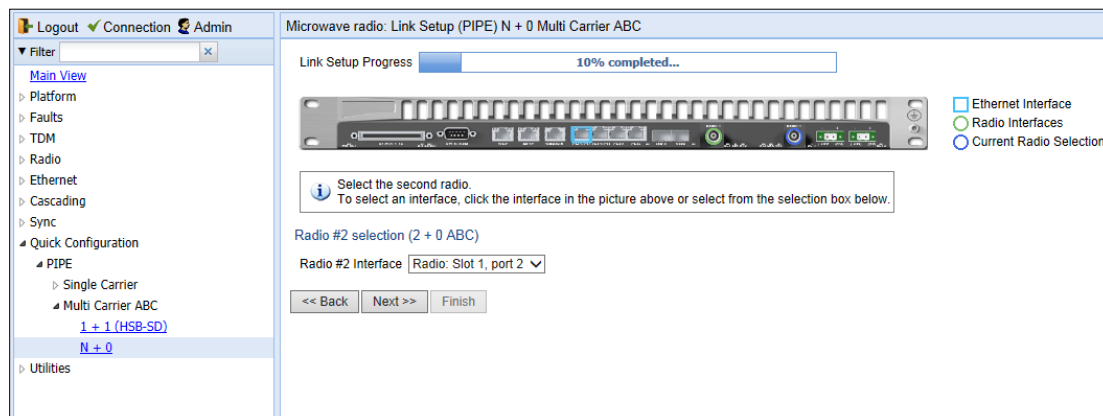 Logout Connection Admin
Filter
Main View
Platform
Faults
TDM
Radio
Ethernet
Cascading
Sync
Quick Configuration
PIPE
Single Carrier
Multi Carrier ABC
1 + 1 (HSB-SD)
N + 0
Utilities
Microwave radio: Link Setup (PIPE) N + 0 Multi Carrier ABC
Link Setup Progress 10% completed...
Ethernet Interface
Radio Interfaces
Current Radio Selection
Select the second radio.
To select an interface, click the interface in the picture above or select from the selection box below.
Radio #2 selection (2 + 0 ABC)
Radio #2 Interface Radio: Slot 1, port 2
<< Back Next >> Finish